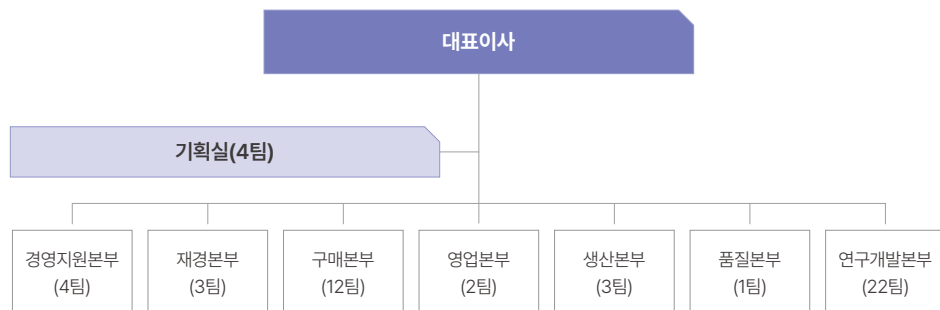 대표이사
기획실(4팀)
경영지원본부
(4팀)
재경본부
(3팀)
구매본부
(12팀)
영업본부
(2팀)
생산본부
(3팀)
품질본부
(1팀)
연구개발본부
(22팀)